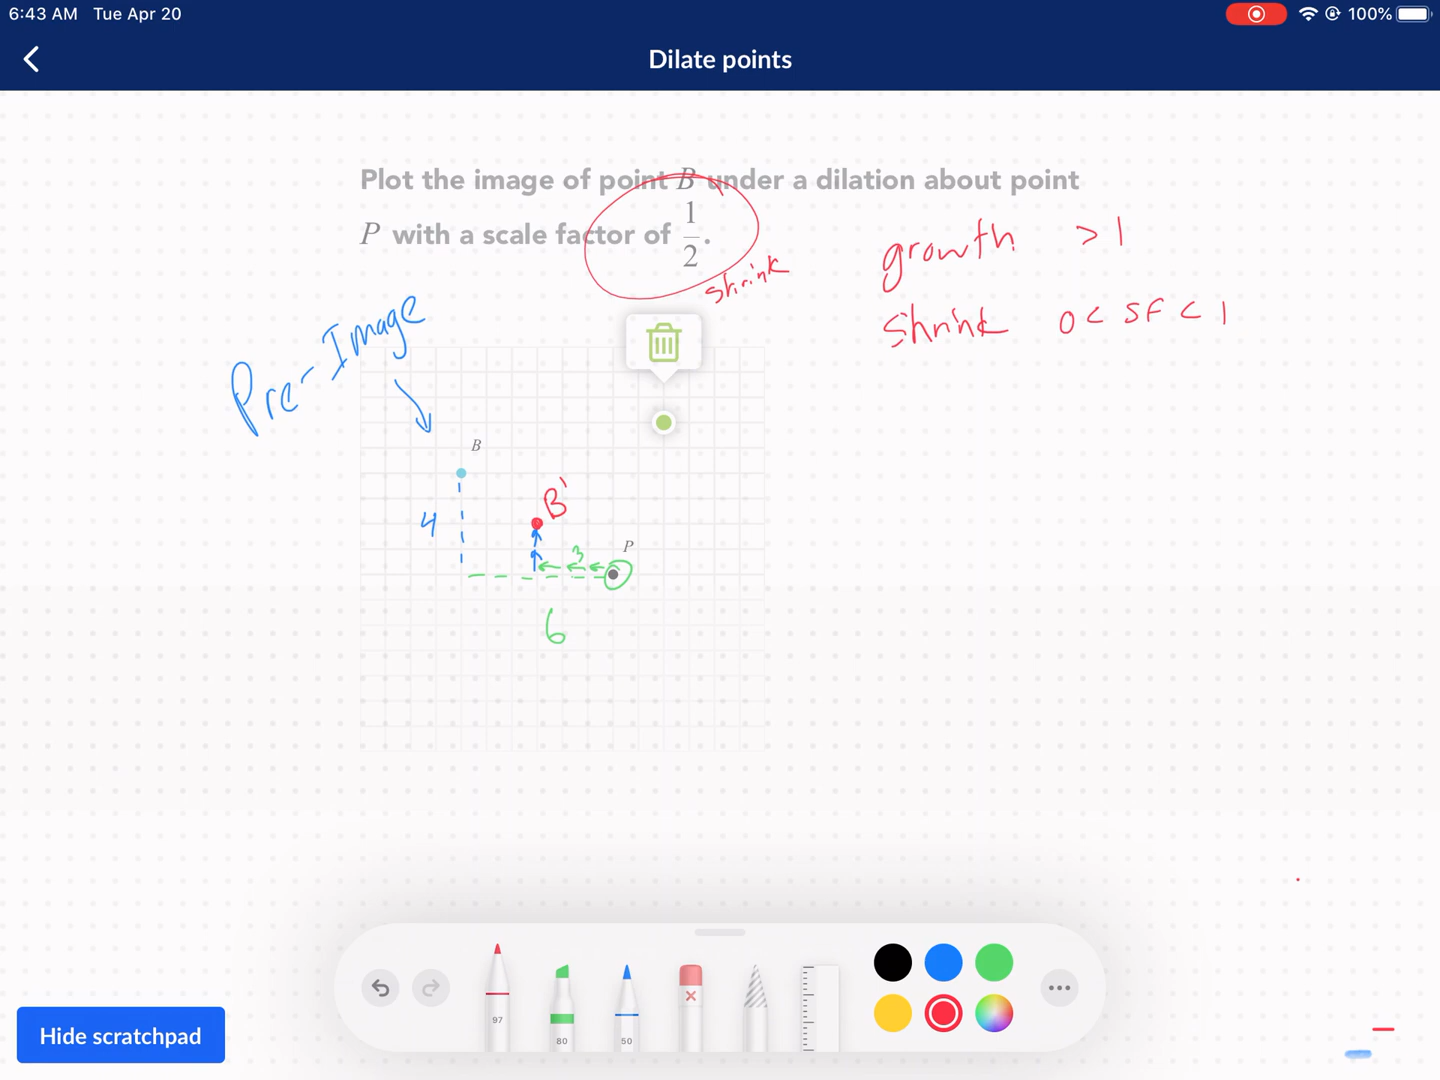 6:43 AM Tue Apr 20
100%
Dilate points
Plot the image of point B under a dilation about point
P with a scale factor of 1/2.
shrink
growth > 1
Shrink 0 < SF < 1
Pre-Image
B
4
B'
3
P
6
97
80
50
Hide scratchpad